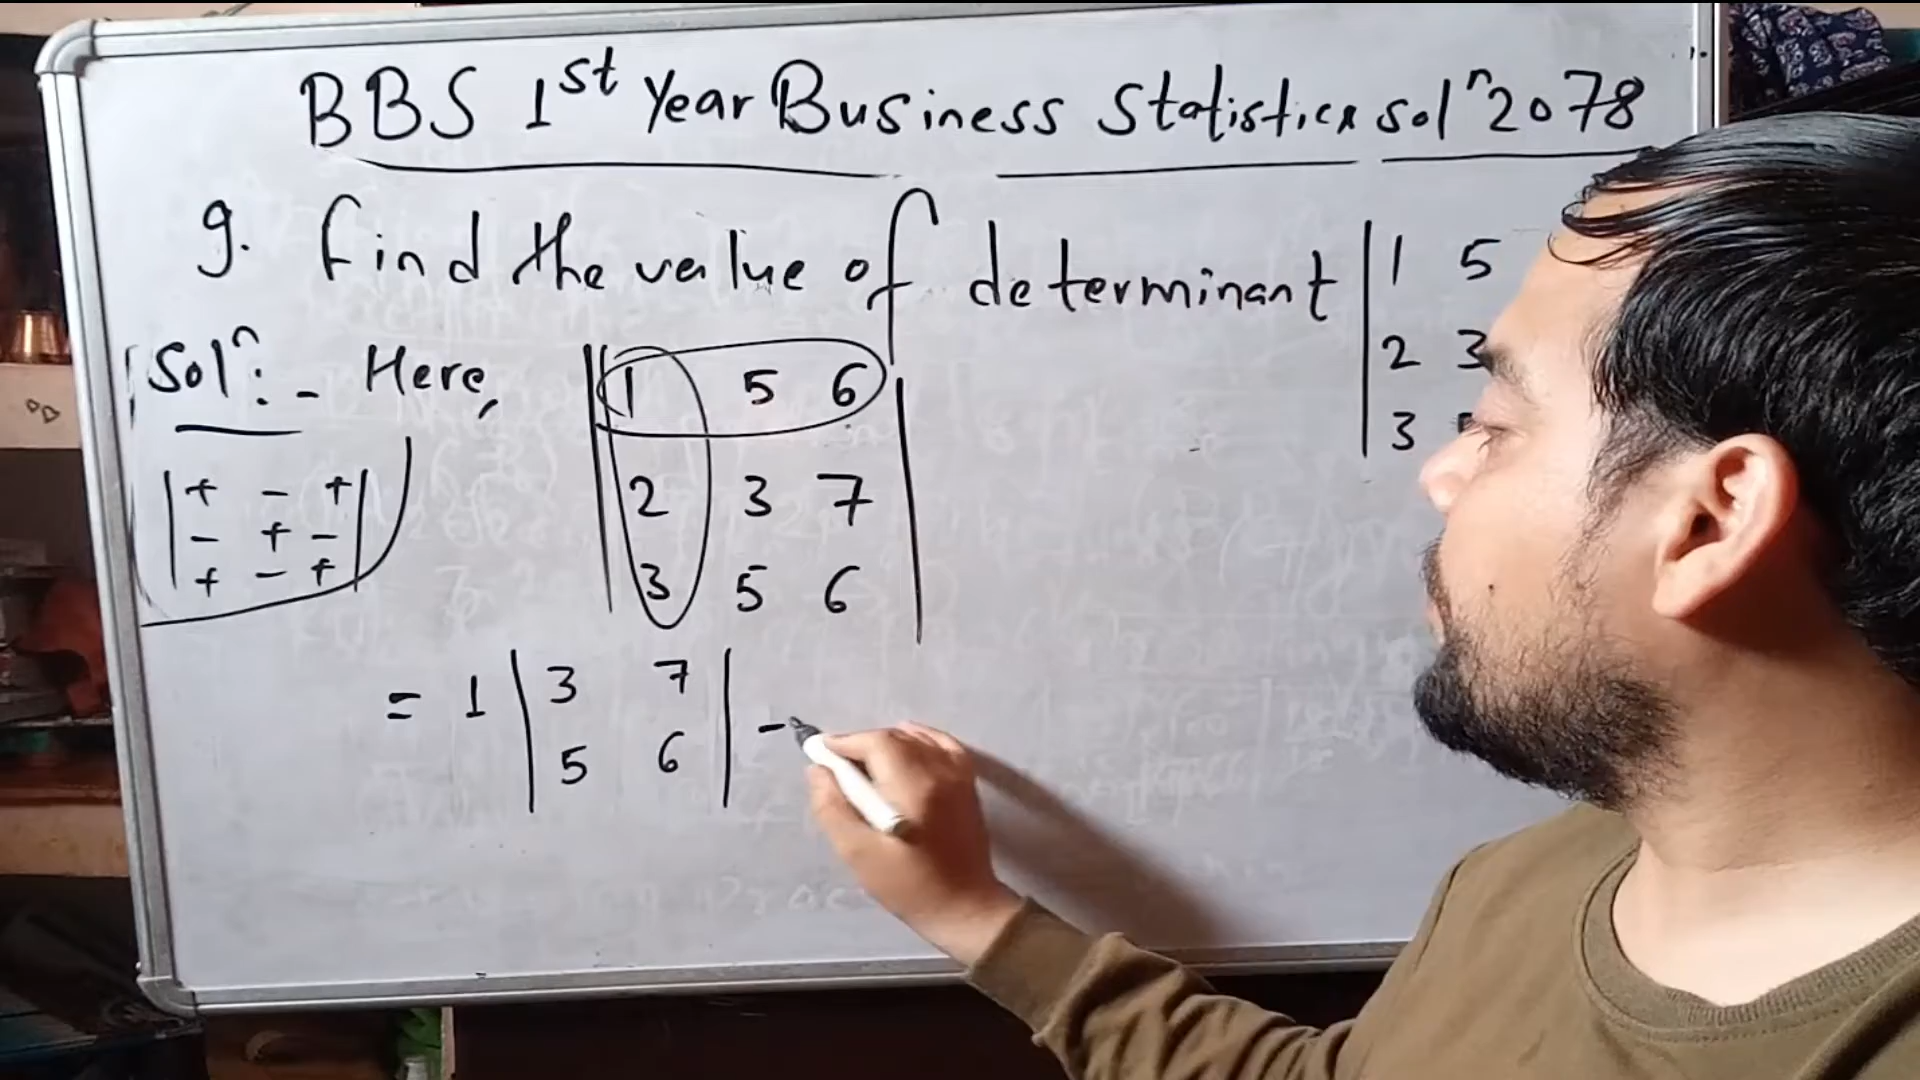 BBS 1st Year Business Statistics solⁿ 2078
g. find the value of determinant | 1 5
2 3
3
Solⁿ:- Here,
| 1 5 6 |
| 2 3 7 |
| 3 5 6 |
| + - + |
| - + - |
| + - + |
= 1 | 3 7 | -
| 5 6 |